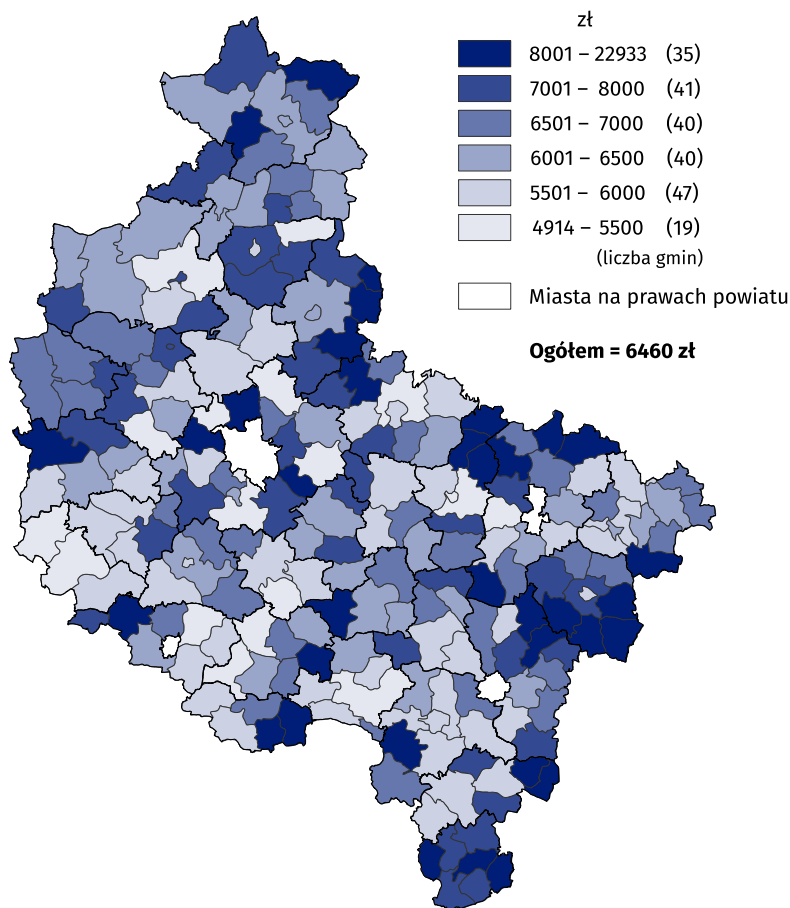 zł
8001 – 22933 (35)
7001 – 8000 (41)
6501 – 7000 (40)
6001 – 6500 (40)
5501 – 6000 (47)
4914 – 5500 (19)
(liczba gmin)
Miasta na prawach powiatu
Ogółem = 6460 zł